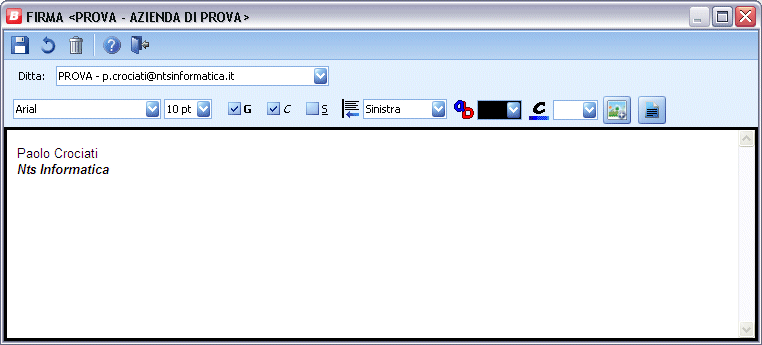 FIRMA <PROVA - AZIENDA DI PROVA>
Ditta: PROVA - p.crociati@ntsinformatica.it
Arial 10 pt G C S Sinistra
Paolo Crociati
Nts Informatica